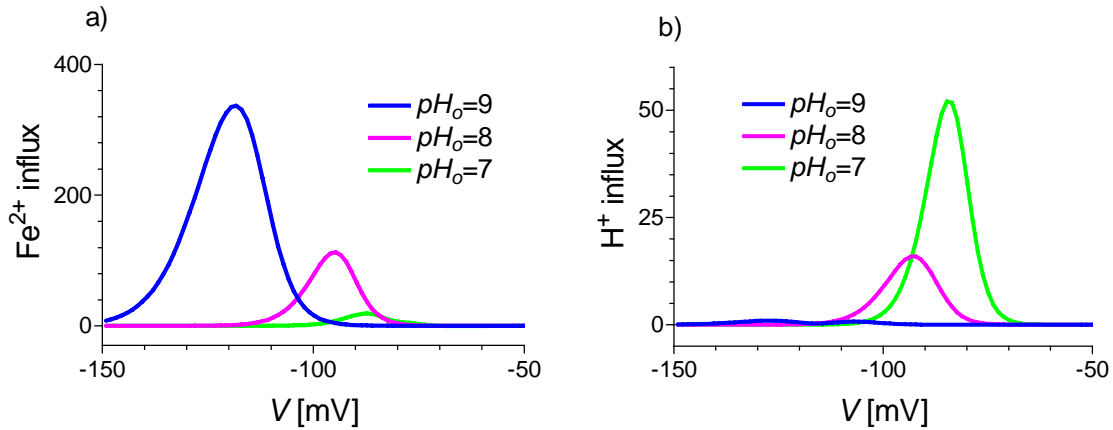 a)
Fe²⁺ influx
400
200
0
pHₒ=9
pHₒ=8
pHₒ=7
-150
-100
-50
V [mV]
b)
H⁺ influx
50
25
0
pHₒ=9
pHₒ=8
pHₒ=7
-150
-100
-50
V [mV]